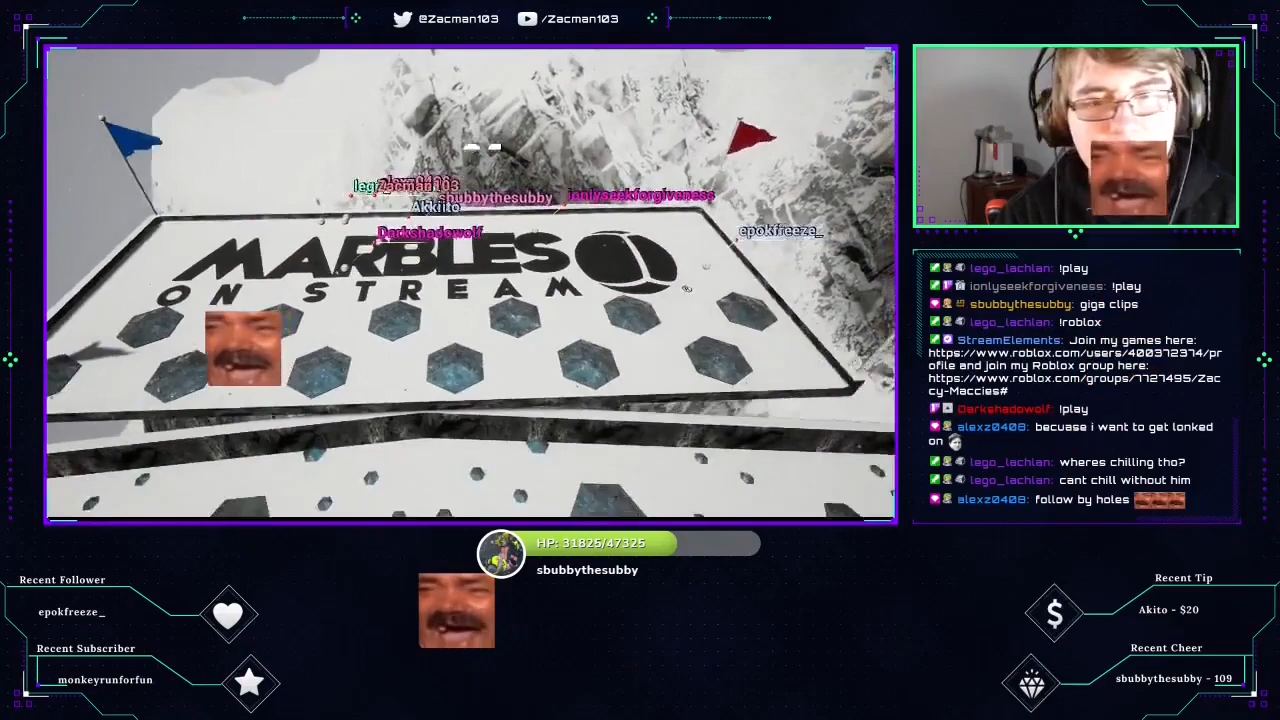 @Zacman103
/Zacman103
Zacman103
sbubbythesubby
ionlyseekforgiveness
Akkiito
Darkshadowolf
epokfreeze_
MARBLES
ON STREAM
®
lego_lachlan: !play
ionlyseekforgiveness: !play
sbubbythesubby: giga clips
lego_lachlan: !roblox
StreamElements: Join my games here:
https://www.roblox.com/users/400372374/pr
ofile and join my Roblox group here:
https://www.roblox.com/groups/7727495/Zac
cy-Maccies#
Darkshadowolf: !play
alexz0408: becuase i want to get lonked
on
lego_lachlan: wheres chilling tho?
lego_lachlan: cant chill without him
alexz0408: follow by holes
HP: 31825/47325
sbubbythesubby
Recent Follower
epokfreeze_
Recent Subscriber
monkeyrunforfun
Recent Tip
Akito - $20
Recent Cheer
sbubbythesubby - 109